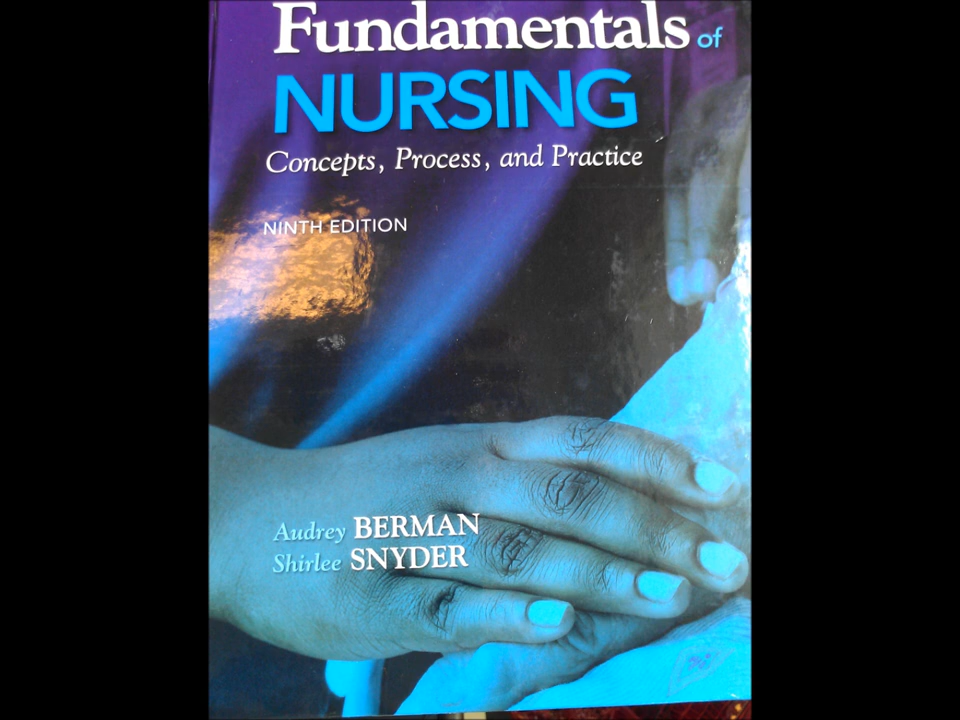 Fundamentals of
NURSING
Concepts, Process, and Practice
NINTH EDITION
Audrey BERMAN
Shirlee SNYDER